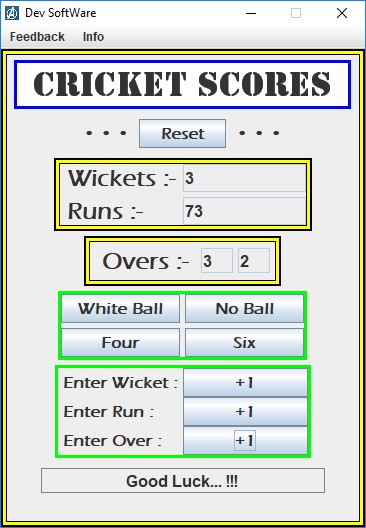 Dev SoftWare
Feedback Info
CRICKET SCORES
• • • Reset • • •
Wickets :- 3
Runs :- 73
Overs :- 3 2
White Ball No Ball
Four Six
Enter Wicket : +1
Enter Run : +1
Enter Over : +1
Good Luck... !!!